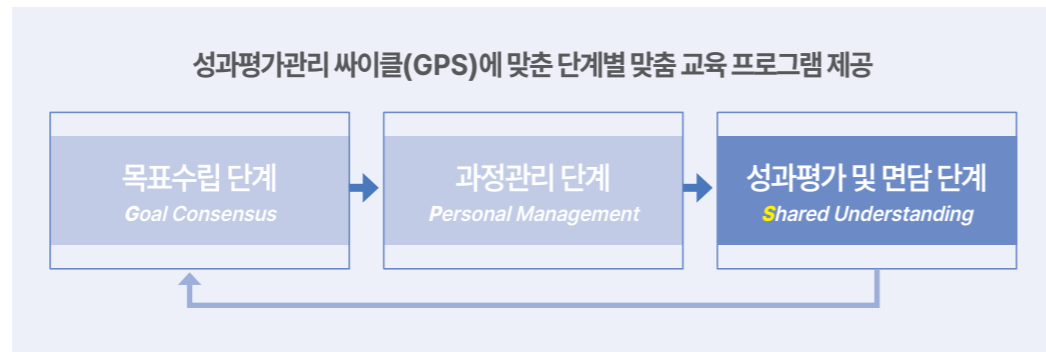 성과평가관리 싸이클(GPS)에 맞춘 단계별 맞춤 교육 프로그램 제공
목표수립 단계
Goal Consensus
과정관리 단계
Personal Management
성과평가 및 면담 단계
Shared Understanding